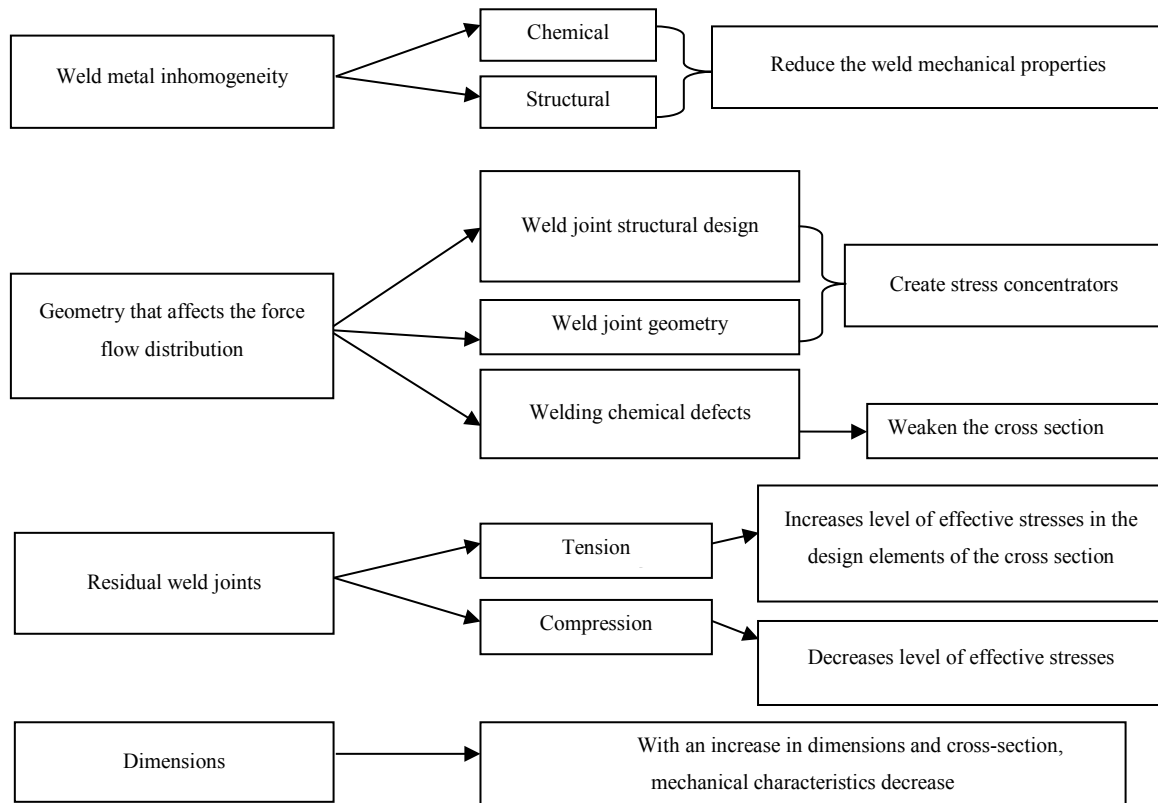 Weld metal inhomogeneity
Chemical
Structural
Reduce the weld mechanical properties
Geometry that affects the force
flow distribution
Weld joint structural design
Weld joint geometry
Create stress concentrators
Welding chemical defects
Weaken the cross section
Residual weld joints
Tension
Increases level of effective stresses in the
design elements of the cross section
Compression
Decreases level of effective stresses
Dimensions
With an increase in dimensions and cross-section,
mechanical characteristics decrease